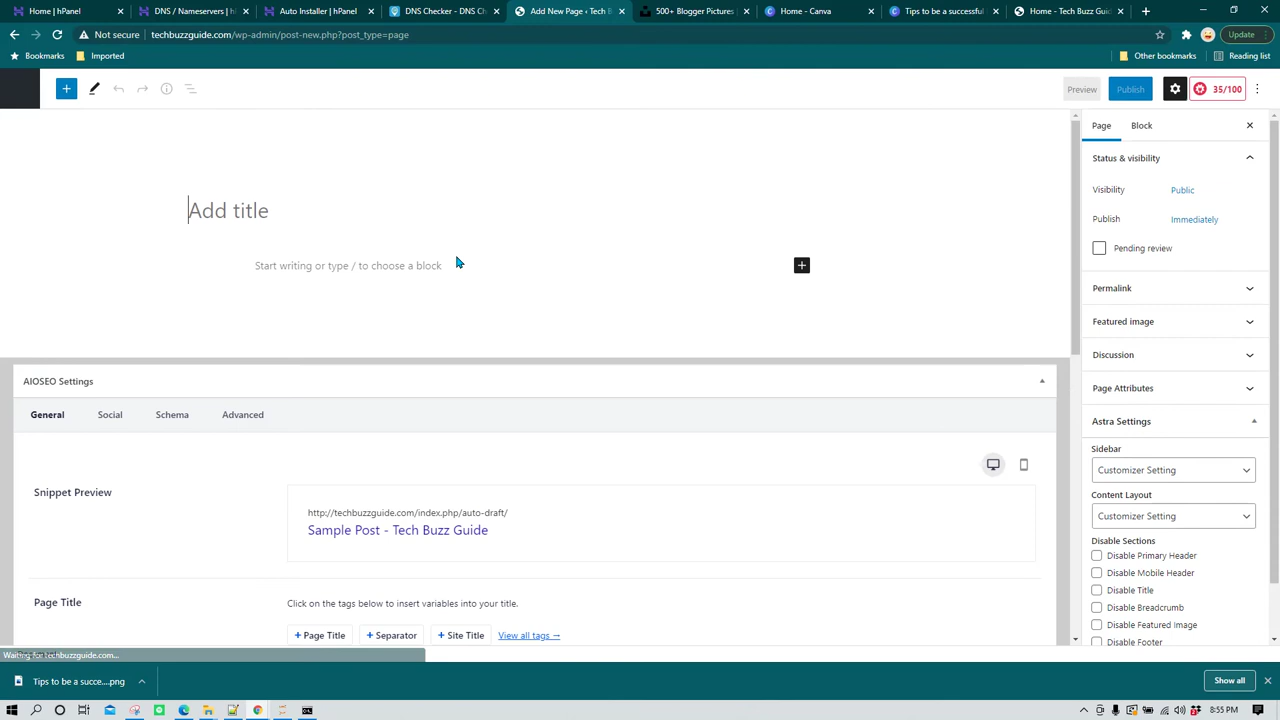 Home | hPanel
DNS / Nameservers | h
Auto Installer | hPanel
DNS Checker - DNS Ch
Add New Page ‹ Tech B
500+ Blogger Pictures
Home - Canva
Tips to be a successful
Home - Tech Buzz Guid
Not secure | techbuzzguide.com/wp-admin/post-new.php?post_type=page
Update
Bookmarks
Imported
Other bookmarks
Reading list
Preview
Publish
35/100
Page
Block
Status & visibility
Visibility
Public
Publish
Immediately
Pending review
Permalink
Featured image
Discussion
Page Attributes
Astra Settings
Sidebar
Customizer Setting
Content Layout
Customizer Setting
Disable Sections
Disable Primary Header
Disable Mobile Header
Disable Title
Disable Breadcrumb
Disable Featured Image
Disable Footer
Add title
Start writing or type / to choose a block
AIOSEO Settings
General
Social
Schema
Advanced
Snippet Preview
http://techbuzzguide.com/index.php/auto-draft/
Sample Post - Tech Buzz Guide
Page Title
Click on the tags below to insert variables into your title.
+ Page Title
+ Separator
+ Site Title
View all tags →
Waiting for techbuzzguide.com...
Tips to be a succe....png
Show all
8:55 PM